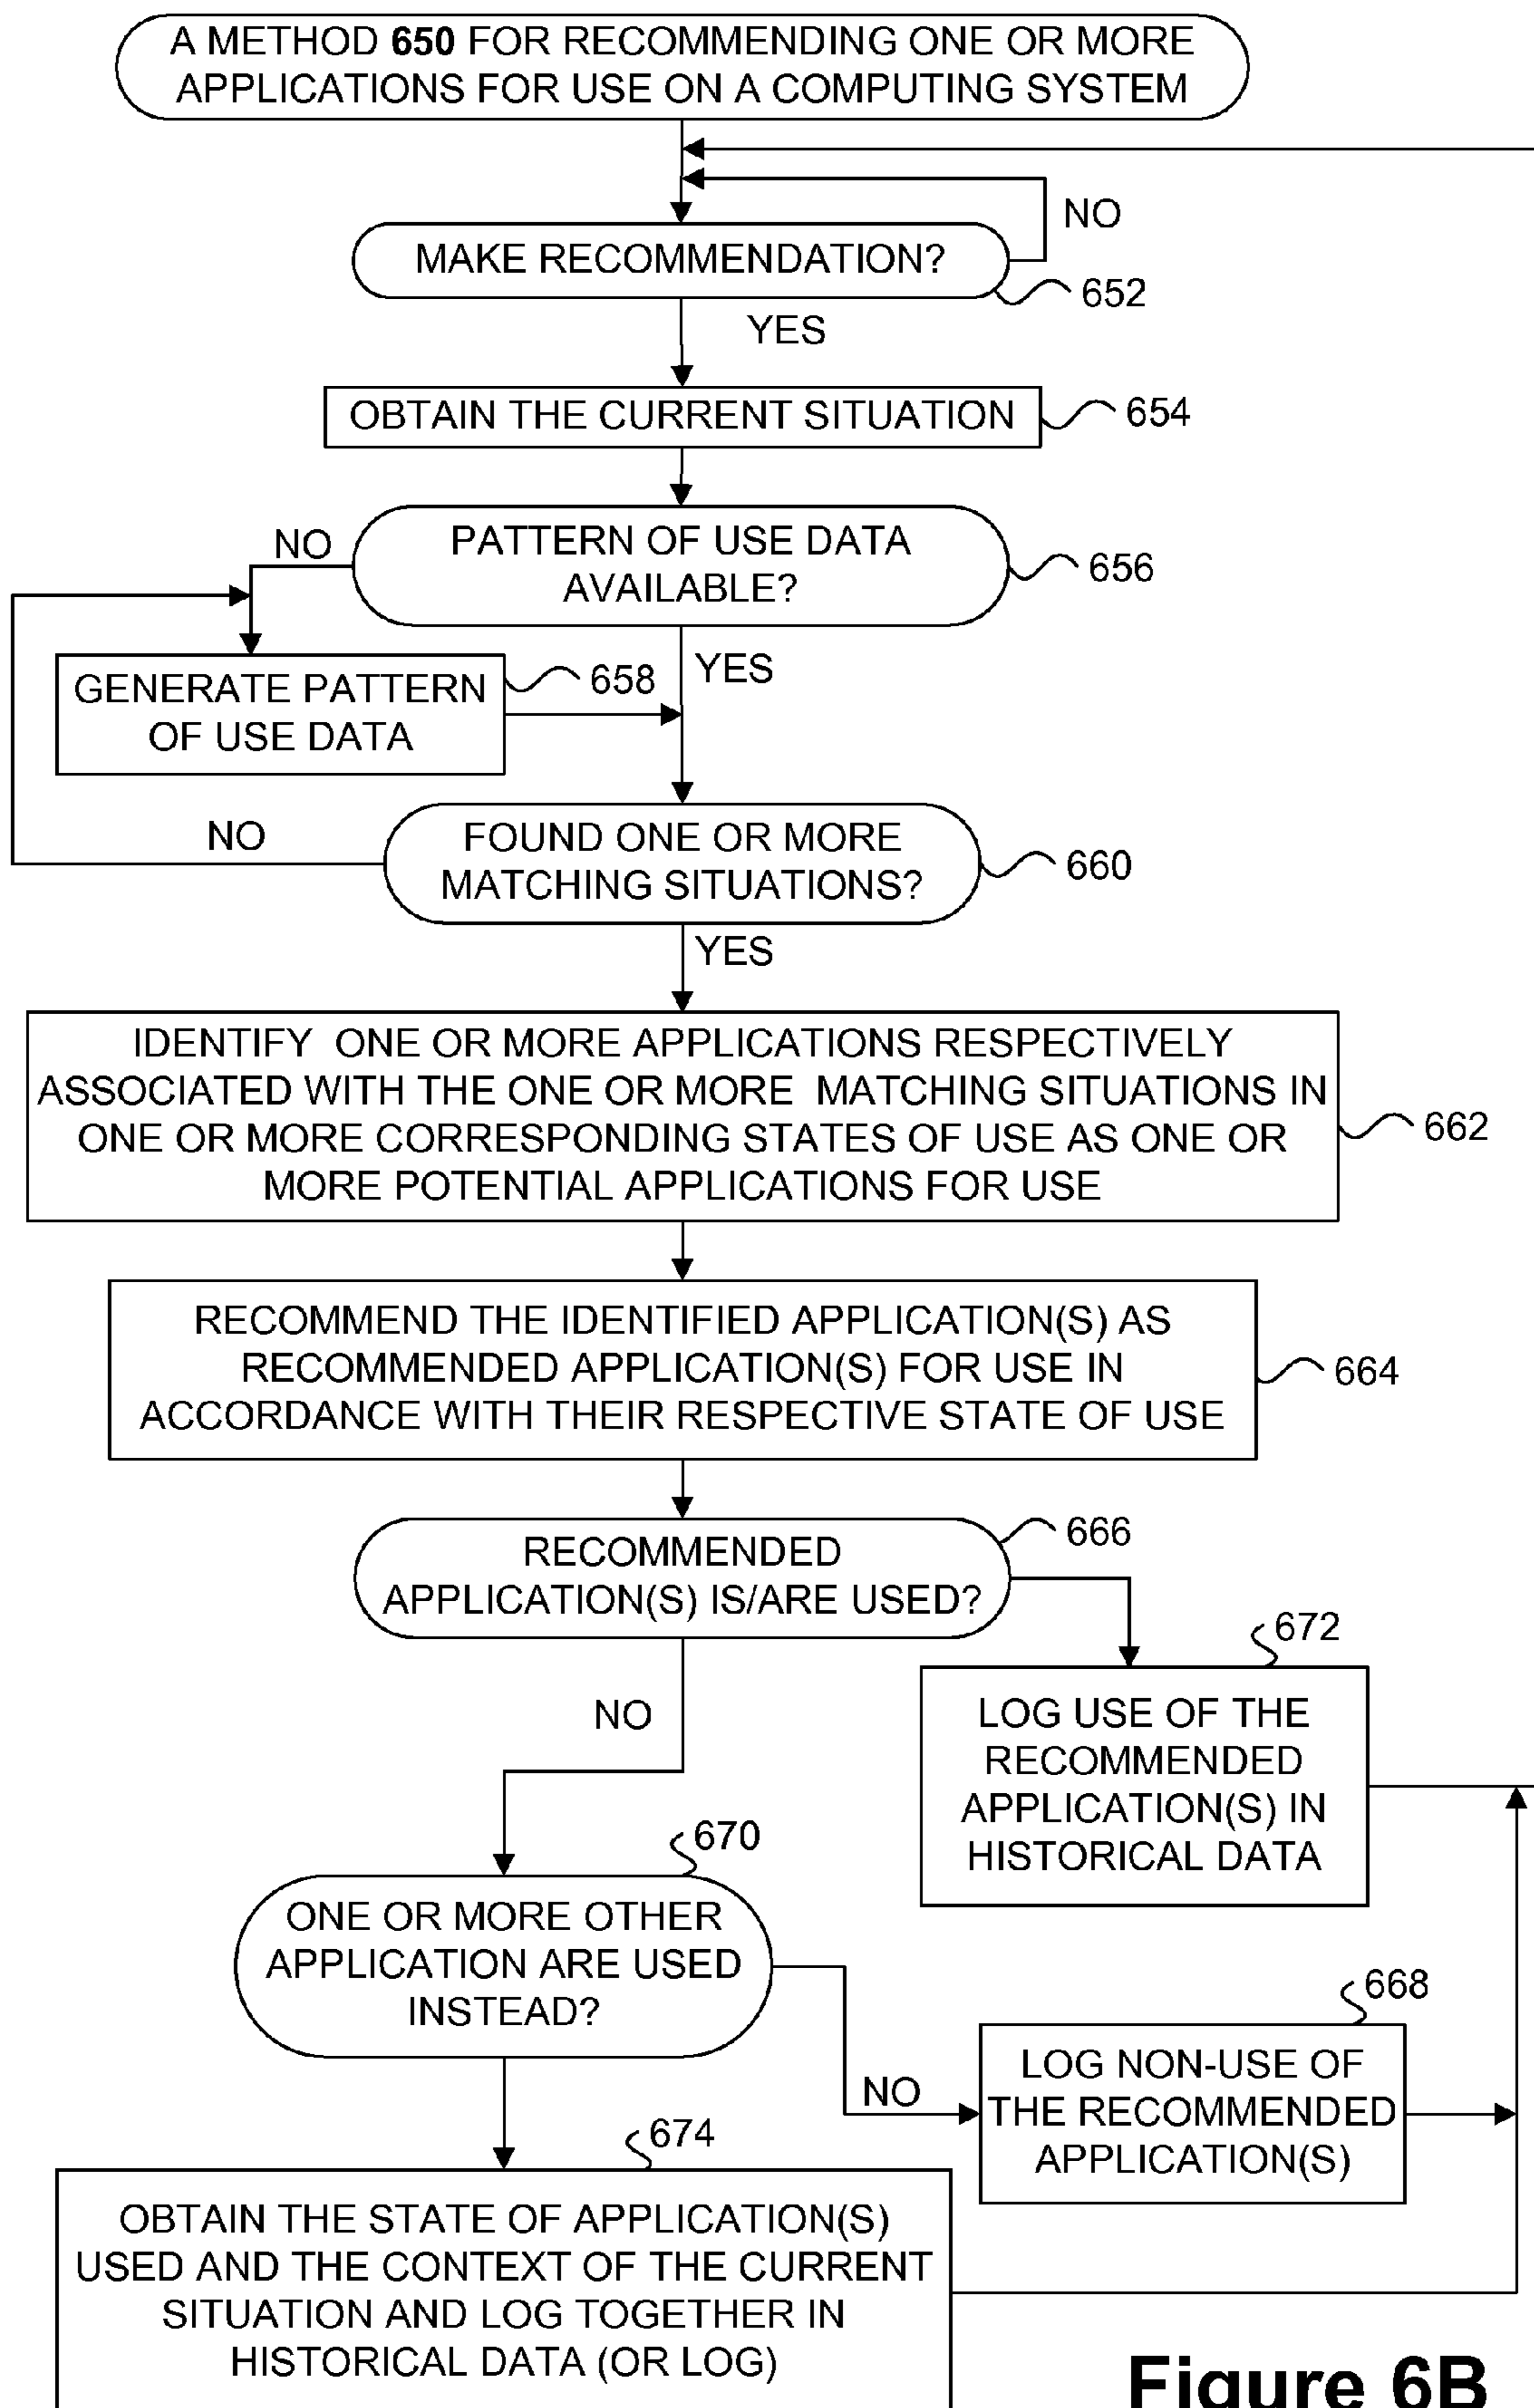 A METHOD 650 FOR RECOMMENDING ONE OR MORE
APPLICATIONS FOR USE ON A COMPUTING SYSTEM
NO
MAKE RECOMMENDATION?
652
YES
OBTAIN THE CURRENT SITUATION
654
NO
PATTERN OF USE DATA
AVAILABLE?
656
YES
GENERATE PATTERN
OF USE DATA
658
NO
FOUND ONE OR MORE
MATCHING SITUATIONS?
660
YES
IDENTIFY ONE OR MORE APPLICATIONS RESPECTIVELY
ASSOCIATED WITH THE ONE OR MORE MATCHING SITUATIONS IN
ONE OR MORE CORRESPONDING STATES OF USE AS ONE OR
MORE POTENTIAL APPLICATIONS FOR USE
662
RECOMMEND THE IDENTIFIED APPLICATION(S) AS
RECOMMENDED APPLICATION(S) FOR USE IN
ACCORDANCE WITH THEIR RESPECTIVE STATE OF USE
664
RECOMMENDED
APPLICATION(S) IS/ARE USED?
666
672
NO
LOG USE OF THE
RECOMMENDED
APPLICATION(S) IN
HISTORICAL DATA
670
ONE OR MORE OTHER
APPLICATION ARE USED
INSTEAD?
668
NO
LOG NON-USE OF
THE RECOMMENDED
APPLICATION(S)
674
OBTAIN THE STATE OF APPLICATION(S)
USED AND THE CONTEXT OF THE CURRENT
SITUATION AND LOG TOGETHER IN
HISTORICAL DATA (OR LOG)
Figure 6B